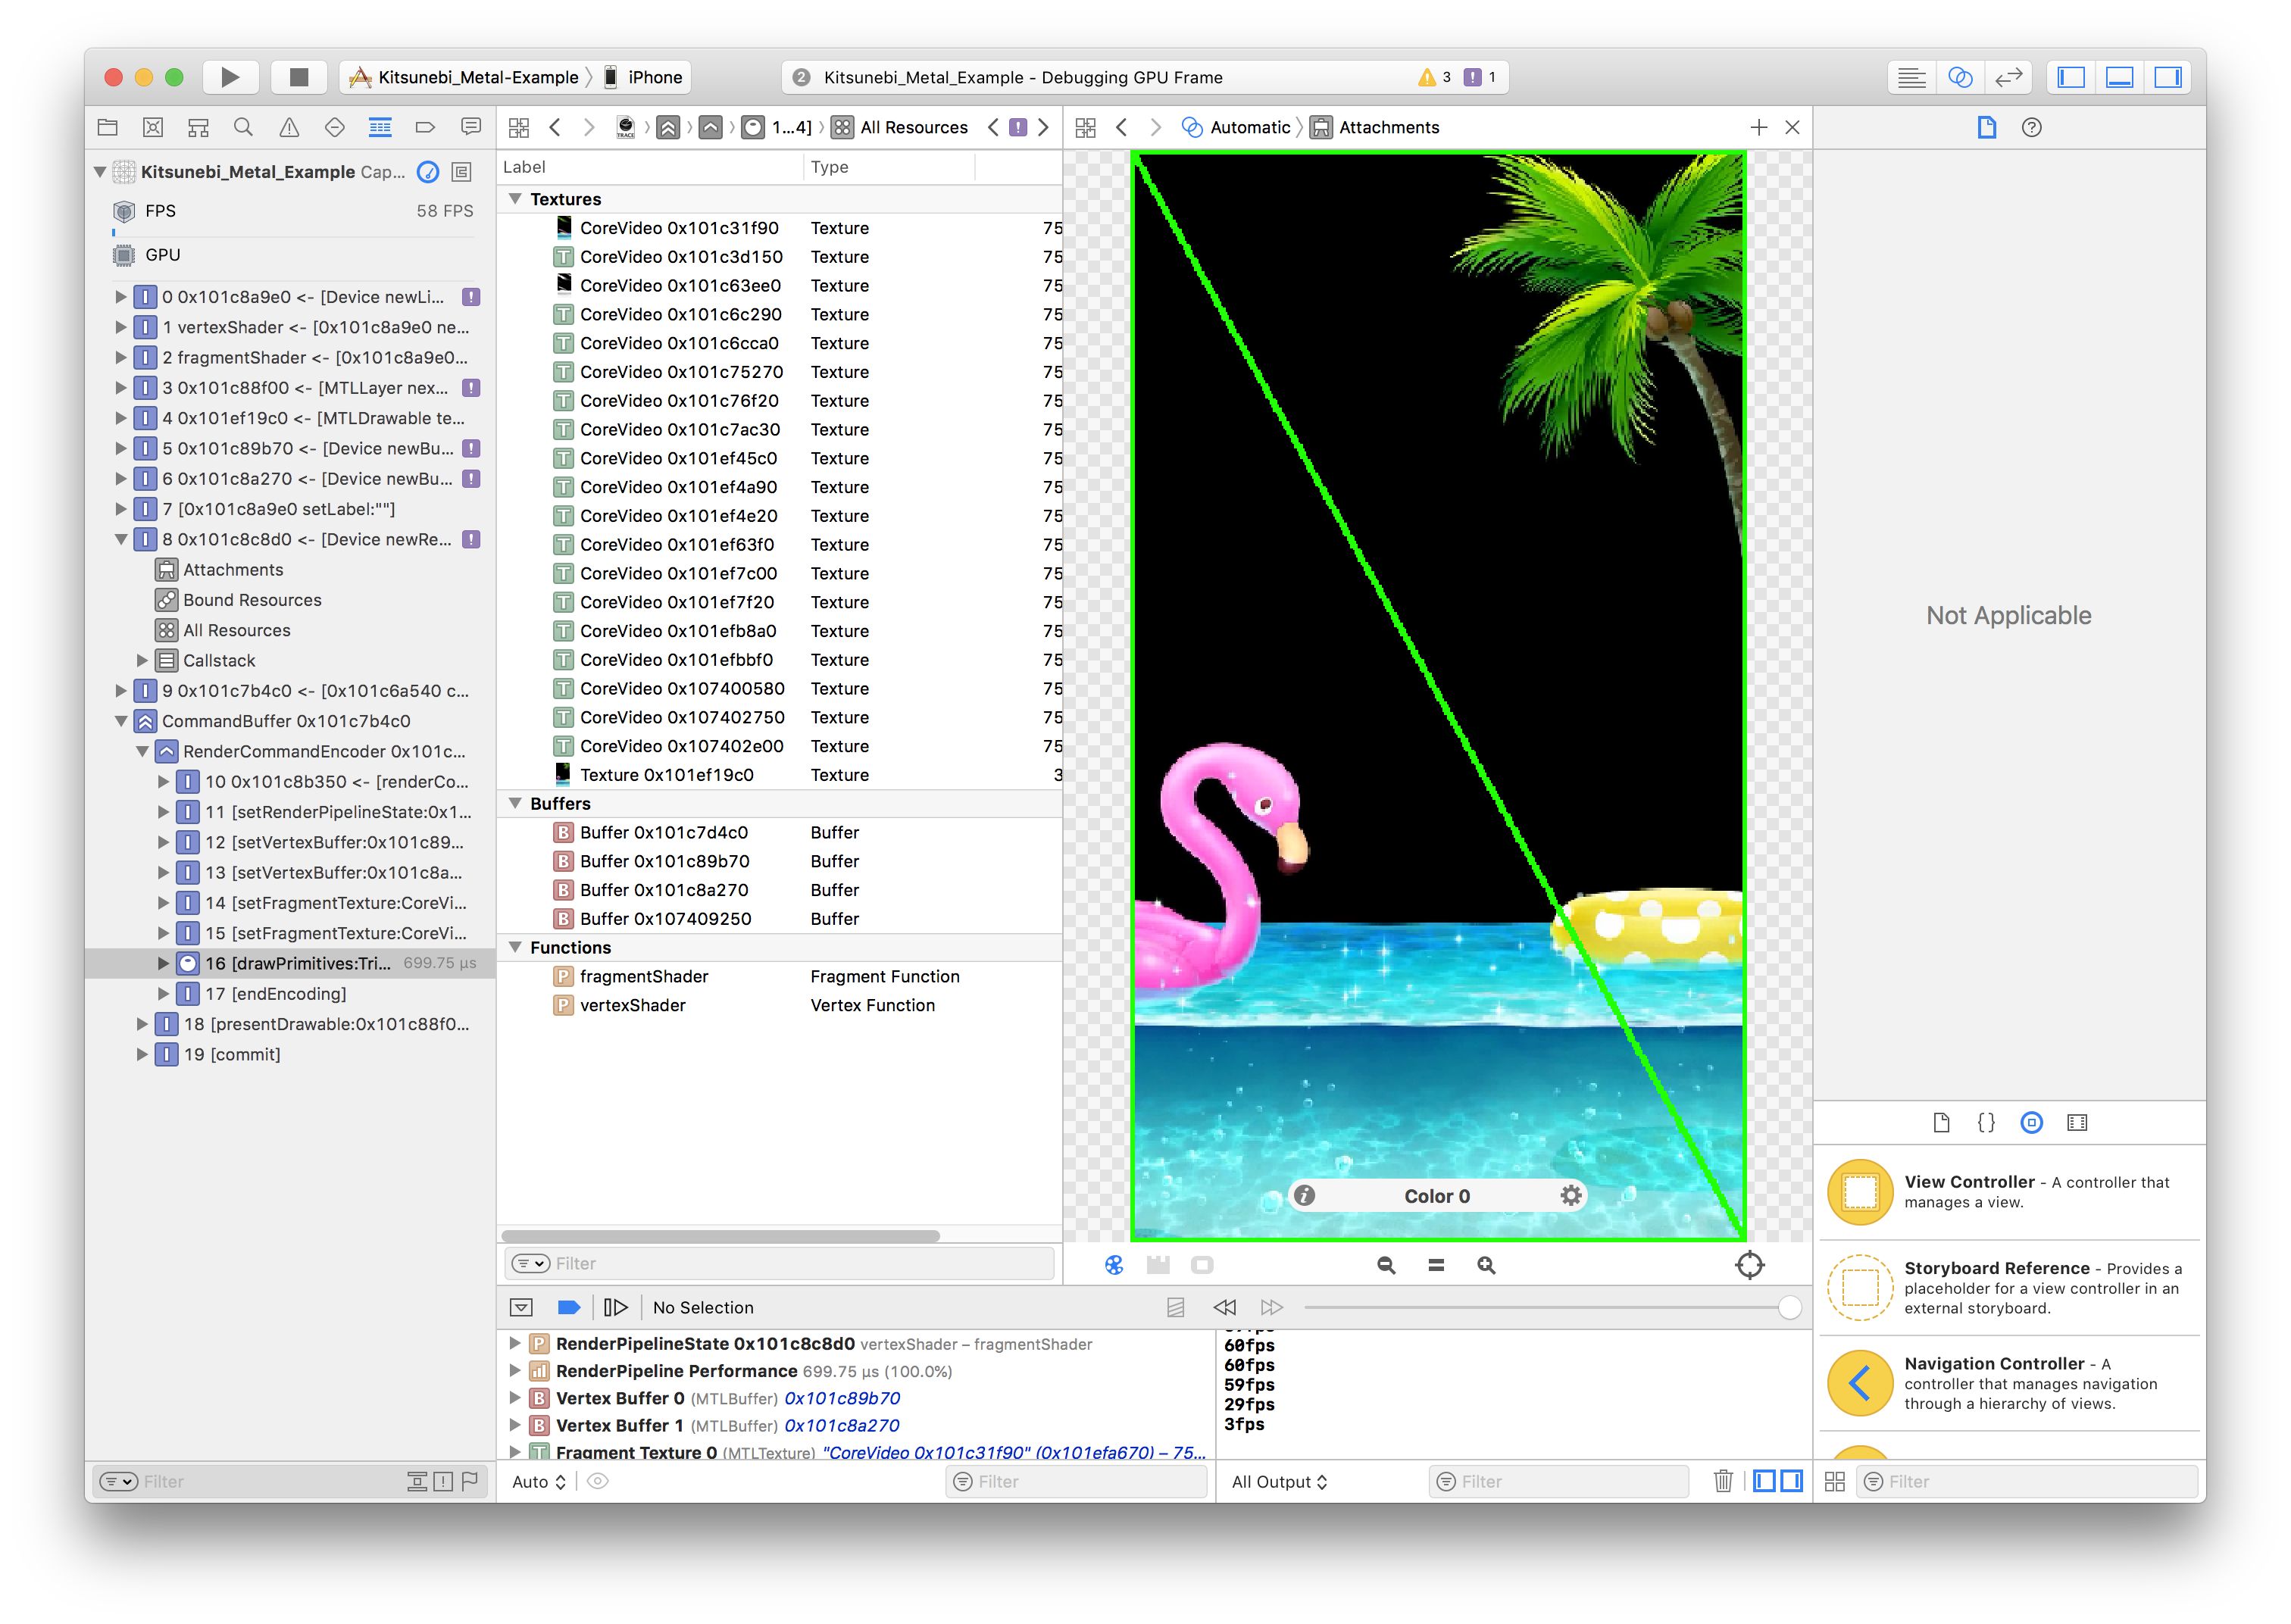 Kitsunebi_Metal-Example
iPhone
2 Kitsunebi_Metal_Example - Debugging GPU Frame
3
1
TRACE
1...4]
All Resources
Automatic
Attachments
Kitsunebi_Metal_Example Cap...
FPS 58 FPS
GPU
0 0x101c8a9e0 <- [Device newLi...
1 vertexShader <- [0x101c8a9e0 ne...
2 fragmentShader <- [0x101c8a9e0...
3 0x101c88f00 <- [MTLLayer nex...
4 0x101ef19c0 <- [MTLDrawable te...
5 0x101c89b70 <- [Device newBu...
6 0x101c8a270 <- [Device newBu...
7 [0x101c8a9e0 setLabel:""]
8 0x101c8c8d0 <- [Device newRe...
Attachments
Bound Resources
All Resources
Callstack
9 0x101c7b4c0 <- [0x101c6a540 c...
CommandBuffer 0x101c7b4c0
RenderCommandEncoder 0x101c...
10 0x101c8b350 <- [renderCo...
11 [setRenderPipelineState:0x1...
12 [setVertexBuffer:0x101c89...
13 [setVertexBuffer:0x101c8a...
14 [setFragmentTexture:CoreVi...
15 [setFragmentTexture:CoreVi...
16 [drawPrimitives:Tri... 699.75 µs
17 [endEncoding]
18 [presentDrawable:0x101c88f0...
19 [commit]
Filter
Label Type
Textures
CoreVideo 0x101c31f90 Texture 75
CoreVideo 0x101c3d150 Texture 75
CoreVideo 0x101c63ee0 Texture 75
CoreVideo 0x101c6c290 Texture 75
CoreVideo 0x101c6cca0 Texture 75
CoreVideo 0x101c75270 Texture 75
CoreVideo 0x101c76f20 Texture 75
CoreVideo 0x101c7ac30 Texture 75
CoreVideo 0x101ef45c0 Texture 75
CoreVideo 0x101ef4a90 Texture 75
CoreVideo 0x101ef4e20 Texture 75
CoreVideo 0x101ef63f0 Texture 75
CoreVideo 0x101ef7c00 Texture 75
CoreVideo 0x101ef7f20 Texture 75
CoreVideo 0x101efb8a0 Texture 75
CoreVideo 0x101efbbf0 Texture 75
CoreVideo 0x107400580 Texture 75
CoreVideo 0x107402750 Texture 75
CoreVideo 0x107402e00 Texture 75
Texture 0x101ef19c0 Texture 3
Buffers
Buffer 0x101c7d4c0 Buffer
Buffer 0x101c89b70 Buffer
Buffer 0x101c8a270 Buffer
Buffer 0x107409250 Buffer
Functions
fragmentShader Fragment Function
vertexShader Vertex Function
Filter
Color 0
No Selection
RenderPipelineState 0x101c8c8d0 vertexShader – fragmentShader
RenderPipeline Performance 699.75 µs (100.0%)
Vertex Buffer 0 (MTLBuffer) 0x101c89b70
Vertex Buffer 1 (MTLBuffer) 0x101c8a270
Fragment Texture 0 (MTLTexture) "CoreVideo 0x101c31f90" (0x101efa670) – 75...
Auto
Filter
60fps
60fps
59fps
29fps
3fps
All Output
Filter
Not Applicable
View Controller - A controller that
manages a view.
Storyboard Reference - Provides a
placeholder for a view controller in an
external storyboard.
Navigation Controller - A
controller that manages navigation
through a hierarchy of views.
Filter